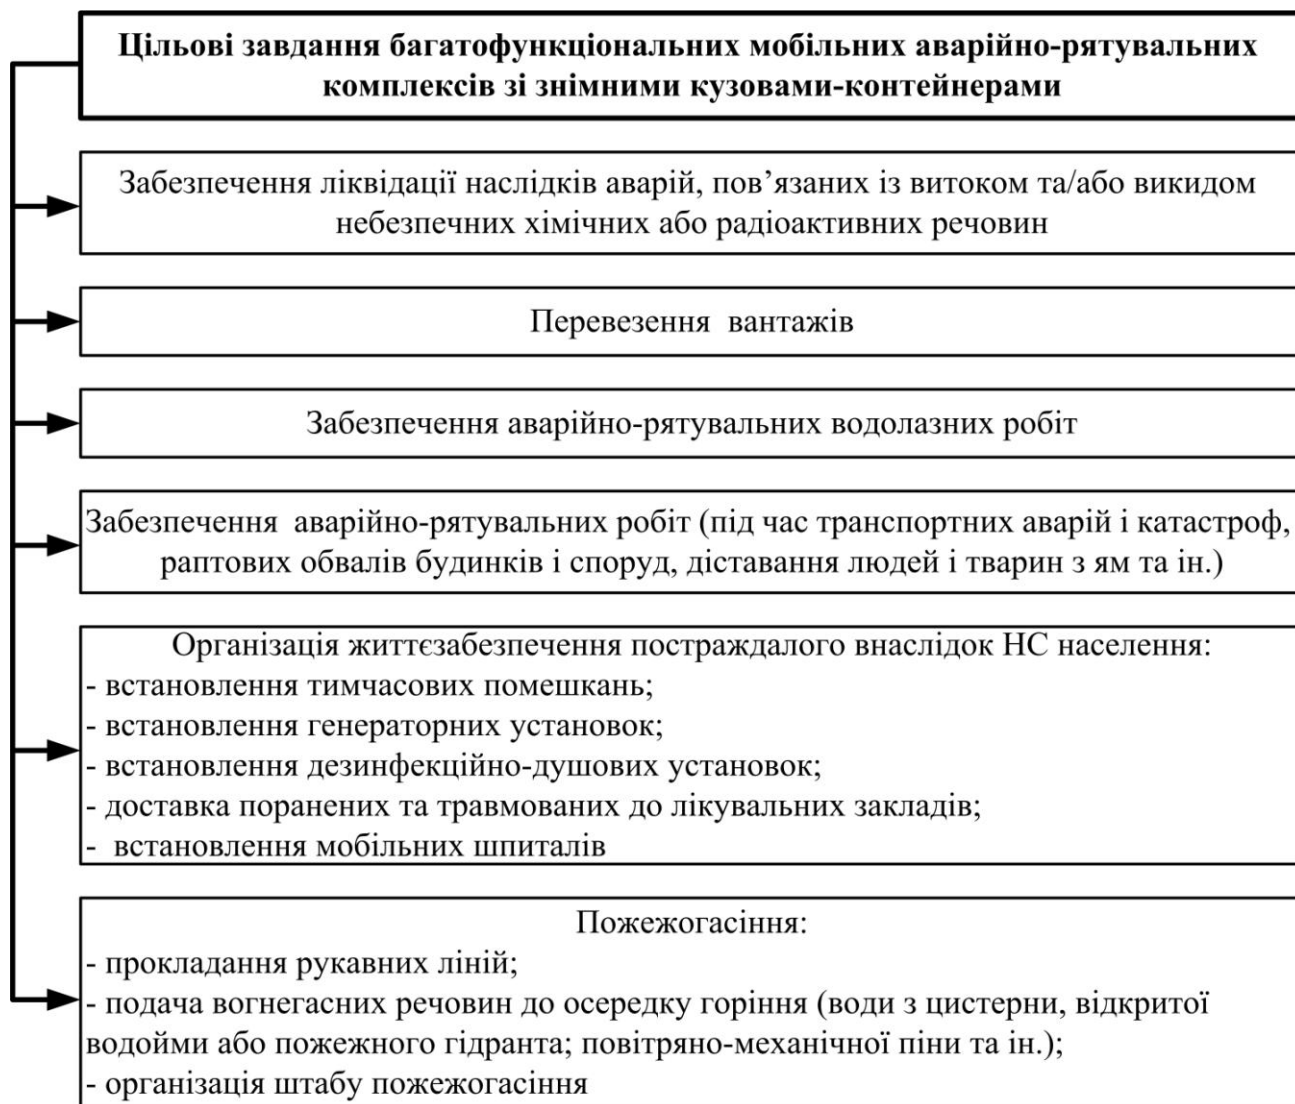 Цільові завдання багатофункціональних мобільних аварійно-рятувальних
комплексів зі знімними кузовами-контейнерами
Забезпечення ліквідації наслідків аварій, пов’язаних із витоком та/або викидом
небезпечних хімічних або радіоактивних речовин
Перевезення вантажів
Забезпечення аварійно-рятувальних водолазних робіт
Забезпечення аварійно-рятувальних робіт (під час транспортних аварій і катастроф,
раптових обвалів будинків і споруд, діставання людей і тварин з ям та ін.)
Організація життєзабезпечення постраждалого внаслідок НС населення:
- встановлення тимчасових помешкань;
- встановлення генераторних установок;
- встановлення дезинфекційно-душових установок;
- доставка поранених та травмованих до лікувальних закладів;
- встановлення мобільних шпиталів
Пожежогасіння:
- прокладання рукавних ліній;
- подача вогнегасних речовин до осередку горіння (води з цистерни, відкритої
водойми або пожежного гідранта; повітряно-механічної піни та ін.);
- організація штабу пожежогасіння